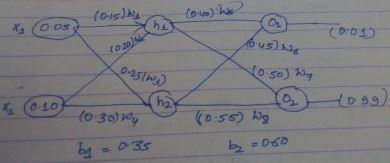 (0.15)w1 (0.40)w5
x1 0.05 h1 o1 (0.01)
(0.20)w2 (0.45)w6
0.25(w3) (0.50)w7
x2 0.10 h2 o2 (0.99)
(0.30)w4 (0.55)w8
b1 = 0.35 b2 = 0.60